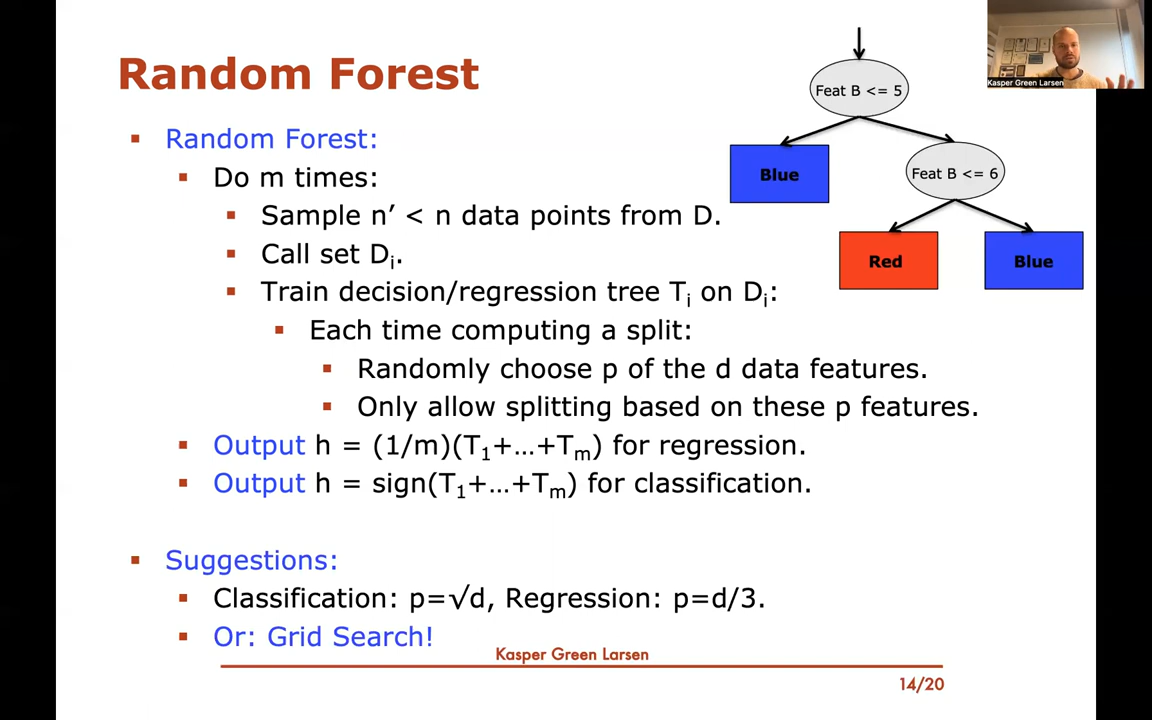 Random Forest
Feat B <= 5
Kasper Green Larsen
Random Forest:
Do m times:
Blue
Feat B <= 6
Sample n’ < n data points from D.
Call set Dᵢ.
Red
Blue
Train decision/regression tree Tᵢ on Dᵢ:
Each time computing a split:
Randomly choose p of the d data features.
Only allow splitting based on these p features.
Output h = (1/m)(T₁+…+Tₘ) for regression.
Output h = sign(T₁+…+Tₘ) for classification.
Suggestions:
Classification: p=√d, Regression: p=d/3.
Or: Grid Search!
Kasper Green Larsen
14/20